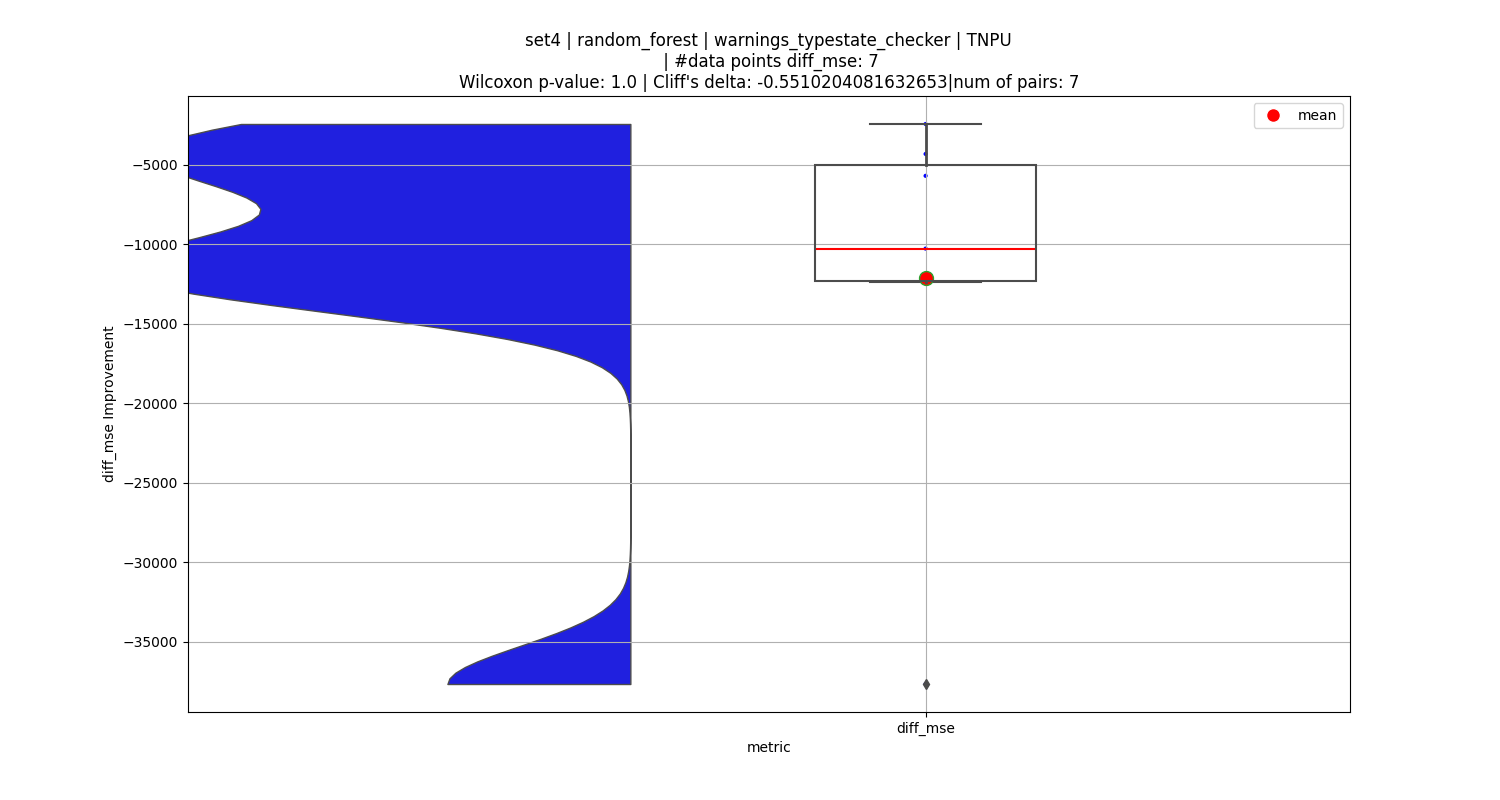 set4 | random_forest | warnings_typestate_checker | TNPU
| #data points diff_mse: 7
Wilcoxon p-value: 1.0 | Cliff's delta: -0.5510204081632653|num of pairs: 7
mean
−5000
−10000
−15000
−20000
−25000
−30000
−35000
diff_mse Improvement
diff_mse
metric